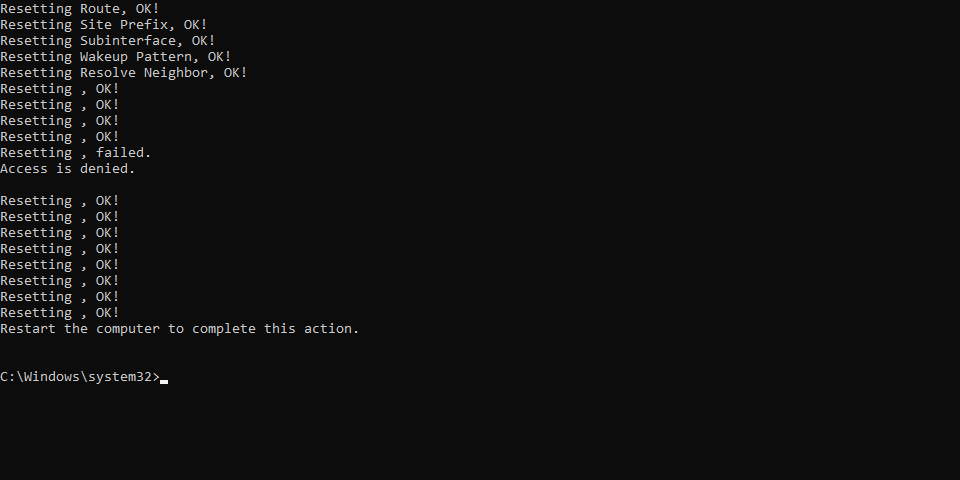 Resetting Route, OK!
Resetting Site Prefix, OK!
Resetting Subinterface, OK!
Resetting Wakeup Pattern, OK!
Resetting Resolve Neighbor, OK!
Resetting , OK!
Resetting , OK!
Resetting , OK!
Resetting , OK!
Resetting , failed.
Access is denied.

Resetting , OK!
Resetting , OK!
Resetting , OK!
Resetting , OK!
Resetting , OK!
Resetting , OK!
Resetting , OK!
Resetting , OK!
Restart the computer to complete this action.

C:\Windows\system32>